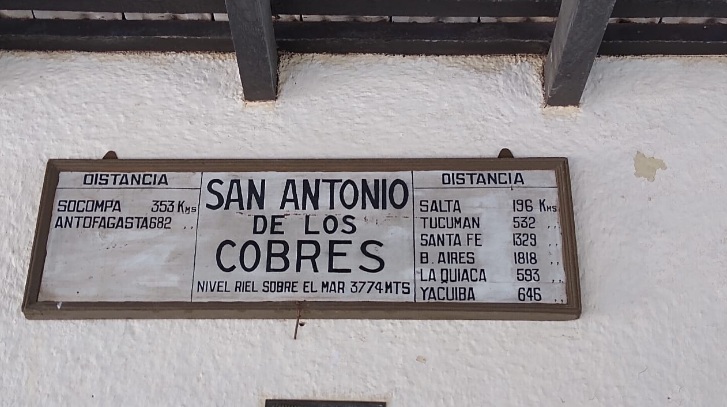 DISTANCIA
SOCOMPA 353 Kms
ANTOFAGASTA 682 ,,
SAN ANTONIO
DE LOS
COBRES
NIVEL RIEL SOBRE EL MAR 3774 MTS
DISTANCIA
SALTA 196 Kms
TUCUMAN 532 ,,
SANTA FE 1329 ,,
B. AIRES 1818 ,,
LA QUIACA 593 ,,
YACUIBA 646 ,,